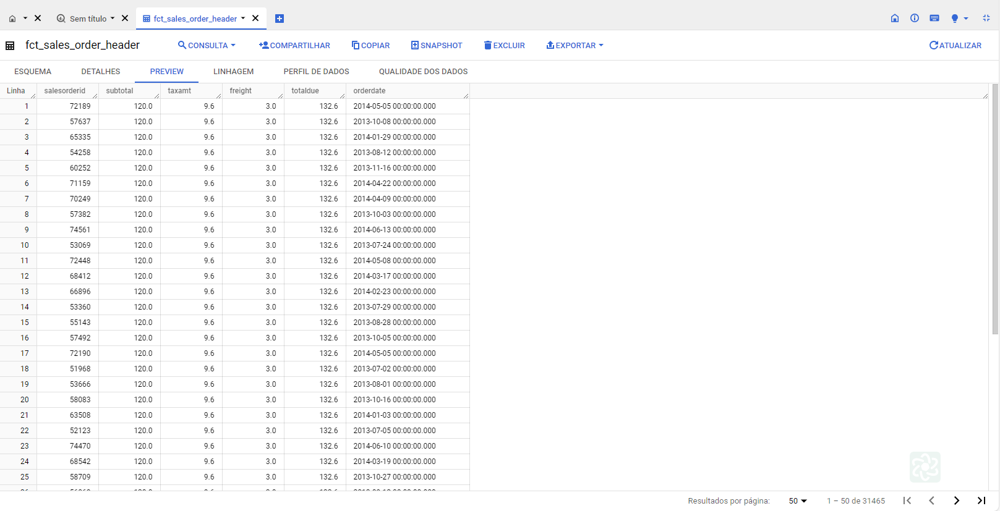 Sem título fct_sales_order_header
fct_sales_order_header CONSULTA COMPARTILHAR COPIAR SNAPSHOT EXCLUIR EXPORTAR ATUALIZAR
ESQUEMA DETALHES PREVIEW LINHAGEM PERFIL DE DADOS QUALIDADE DOS DADOS
Linha salesorderid subtotal taxamt freight totaldue orderdate
1 72189 120.0 9.6 3.0 132.6 2014-05-05 00:00:00.000
2 57637 120.0 9.6 3.0 132.6 2013-10-08 00:00:00.000
3 65335 120.0 9.6 3.0 132.6 2014-01-29 00:00:00.000
4 54258 120.0 9.6 3.0 132.6 2013-08-12 00:00:00.000
5 60252 120.0 9.6 3.0 132.6 2013-11-16 00:00:00.000
6 71159 120.0 9.6 3.0 132.6 2014-04-22 00:00:00.000
7 70249 120.0 9.6 3.0 132.6 2014-04-09 00:00:00.000
8 57382 120.0 9.6 3.0 132.6 2013-10-03 00:00:00.000
9 74561 120.0 9.6 3.0 132.6 2014-06-13 00:00:00.000
10 53069 120.0 9.6 3.0 132.6 2013-07-24 00:00:00.000
11 72448 120.0 9.6 3.0 132.6 2014-05-08 00:00:00.000
12 68412 120.0 9.6 3.0 132.6 2014-03-17 00:00:00.000
13 66896 120.0 9.6 3.0 132.6 2014-02-23 00:00:00.000
14 53360 120.0 9.6 3.0 132.6 2013-07-29 00:00:00.000
15 55143 120.0 9.6 3.0 132.6 2013-08-28 00:00:00.000
16 57492 120.0 9.6 3.0 132.6 2013-10-05 00:00:00.000
17 72190 120.0 9.6 3.0 132.6 2014-05-05 00:00:00.000
18 51968 120.0 9.6 3.0 132.6 2013-07-02 00:00:00.000
19 53666 120.0 9.6 3.0 132.6 2013-08-01 00:00:00.000
20 58083 120.0 9.6 3.0 132.6 2013-10-16 00:00:00.000
21 63508 120.0 9.6 3.0 132.6 2014-01-03 00:00:00.000
22 52123 120.0 9.6 3.0 132.6 2013-07-05 00:00:00.000
23 74470 120.0 9.6 3.0 132.6 2014-06-10 00:00:00.000
24 68542 120.0 9.6 3.0 132.6 2014-03-19 00:00:00.000
25 58709 120.0 9.6 3.0 132.6 2013-10-27 00:00:00.000
Resultados por página: 50 1 – 50 de 31465